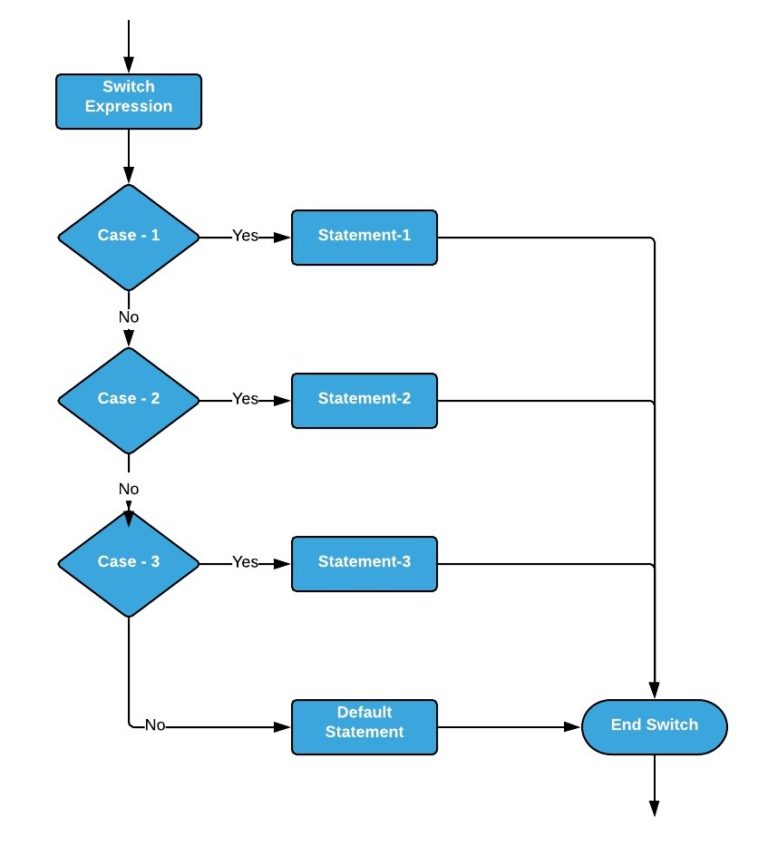 Switch
Expression
Case - 1
Yes
Statement-1
No
Case - 2
Yes
Statement-2
No
Case - 3
Yes
Statement-3
No
Default
Statement
End Switch